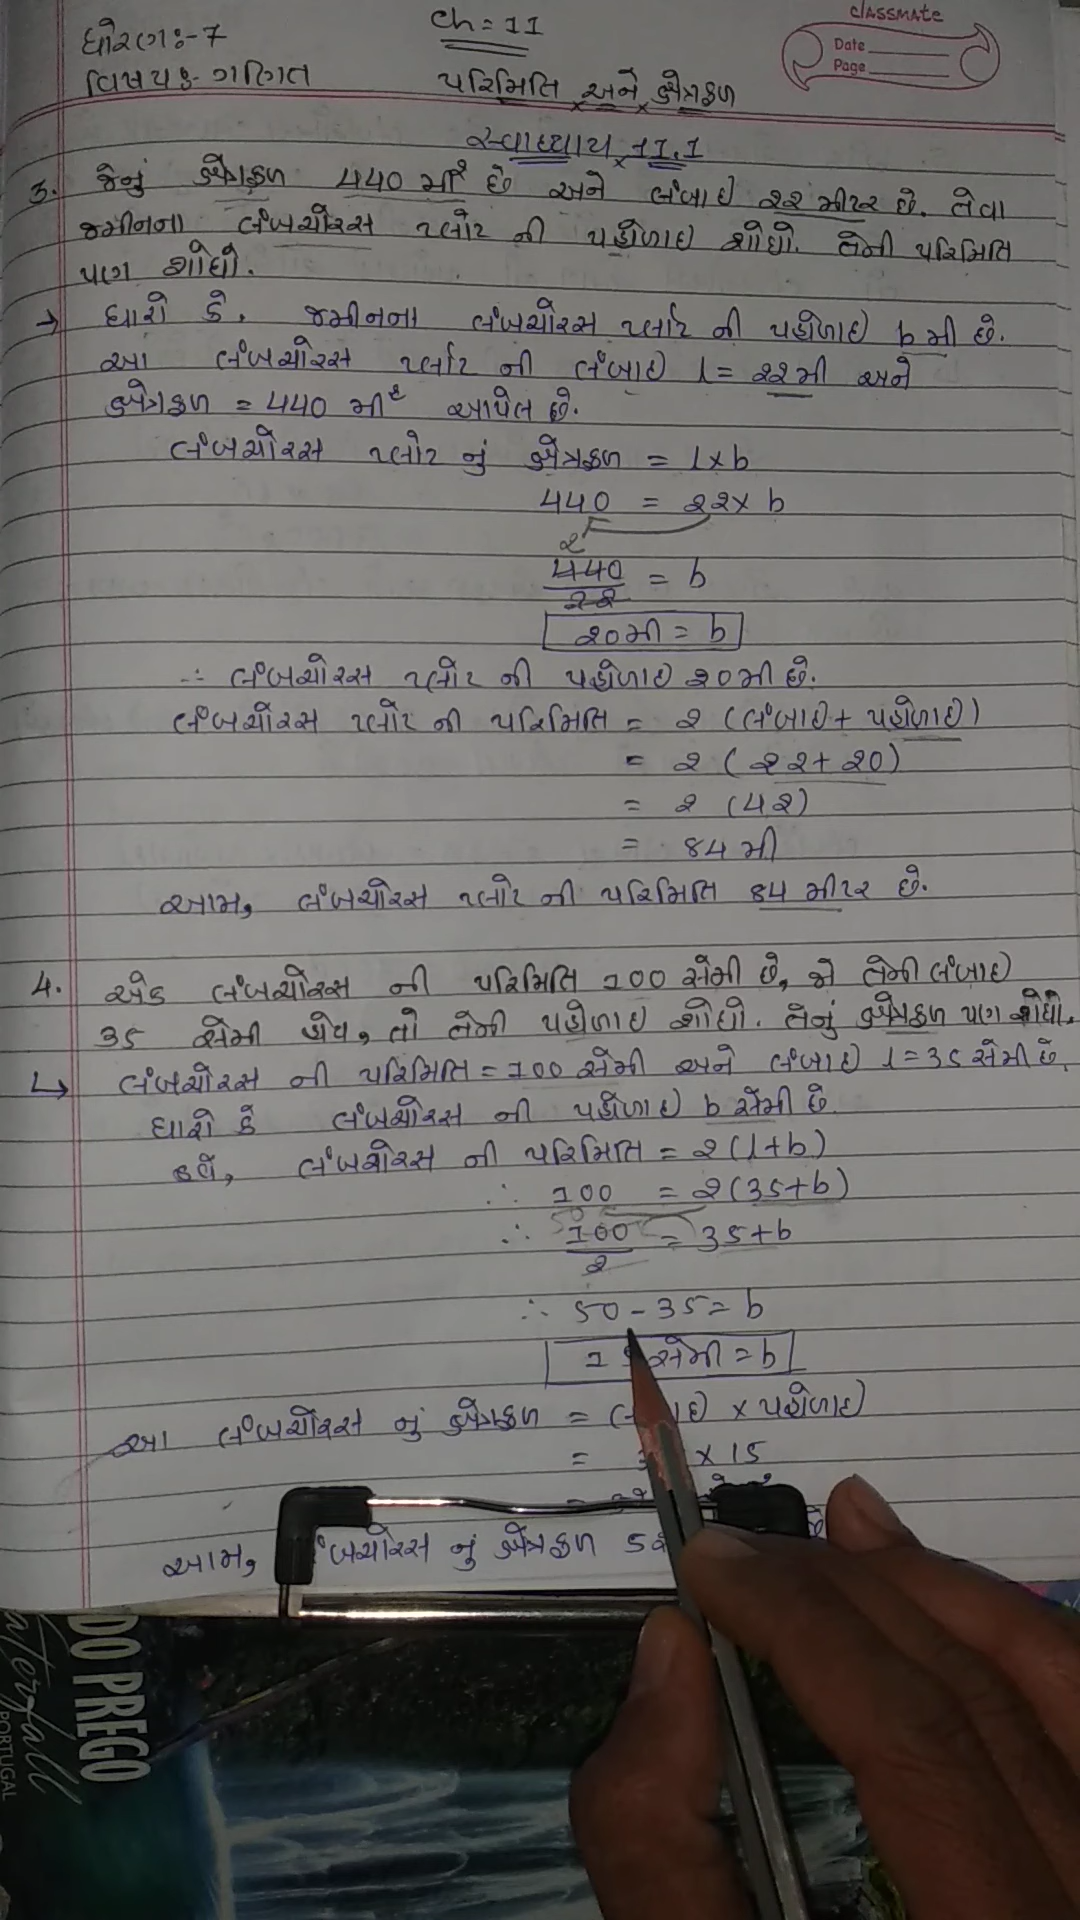 ધોરણઃ-7
ch = 11
classmate
Date
Page
વિષયઃ- ગણિત
પરિમિતિ અને ક્ષેત્રફળ
સ્વાધ્યાય 11.1
3. જેનું ક્ષેત્રફળ 440 મી² છે અને લંબાઇ 22 મીટર છે. તેવા
જમીનના લંબચોરસ પ્લોટ ની પહોળાઇ શોધો. તેની પરિમિતિ
પણ શોધો.
→ ધારો કે, જમીનના લંબચોરસ પ્લોટ ની પહોળાઇ b મી છે.
આ લંબચોરસ પ્લોટ ની લંબાઇ l = 22 મી અને
ક્ષેત્રફળ = 440 મી² આપેલ છે.
લંબચોરસ પ્લોટ નું ક્ષેત્રફળ = l × b
440 = 22 × b
2
440 = b
22
20 મી = b
∴ લંબચોરસ પ્લોટ ની પહોળાઇ 20 મી છે.
લંબચોરસ પ્લોટ ની પરિમિતિ = 2 (લંબાઇ + પહોળાઇ)
= 2 (22 + 20)
= 2 (42)
= 84 મી
આમ, લંબચોરસ પ્લોટ ની પરિમિતિ 84 મીટર છે.
4. એક લંબચોરસ ની પરિમિતિ 100 સેમી છે, જો તેની લંબાઇ
35 સેમી હોય, તો તેની પહોળાઇ શોધો. તેનું ક્ષેત્રફળ પણ શોધો.
↳ લંબચોરસ ની પરિમિતિ = 100 સેમી અને લંબાઇ l = 35 સેમી છે.
ધારો કે લંબચોરસ ની પહોળાઇ b સેમી છે
હવે, લંબચોરસ ની પરિમિતિ = 2(l + b)
∴ 100 = 2(35 + b)
50
∴ 100 = 35 + b
2
∴ 50 - 35 = b
15 સેમી = b
આ લંબચોરસ નું ક્ષેત્રફળ = × પહોળાઇ
= × 15
આમ, લંબચોરસ નું ક્ષેત્રફળ
DO PREGO
PORTUGAL